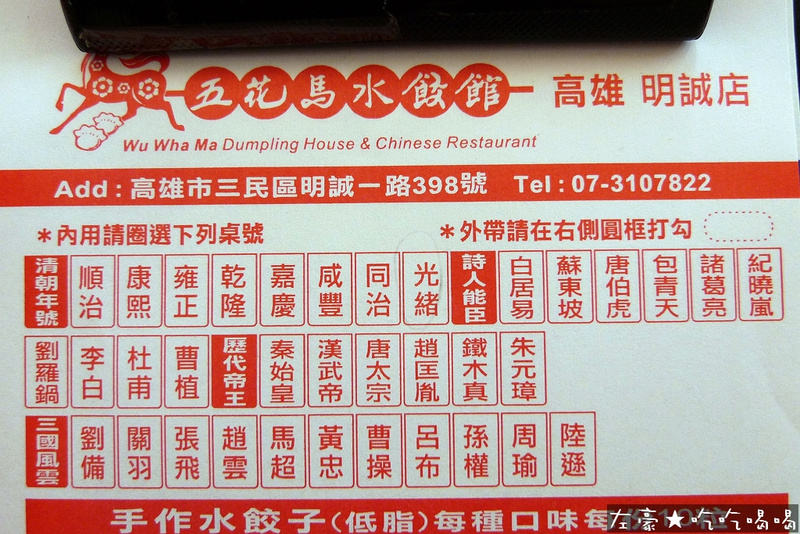 五花馬水餃館 高雄 明誠店
Wu Wha Ma Dumpling House & Chinese Restaurant
Add : 高雄市三民區明誠一路398號 Tel : 07-3107822
*內用請圈選下列桌號 *外帶請在右側圓框打勾
清朝年號 順治 康熙 雍正 乾隆 嘉慶 咸豐 同治 光緒 詩人能臣 白居易 蘇東坡 唐伯虎 包青天 諸葛亮 紀曉嵐
劉羅鍋 李白 杜甫 曹植 歷代帝王 秦始皇 漢武帝 唐太宗 趙匡胤 鐵木真 朱元璋
三國風雲 劉備 關羽 張飛 趙雲 馬超 黃忠 曹操 呂布 孫權 周瑜 陸遜
手作水餃子(低脂)每種口味每
左豪★吃吃喝喝